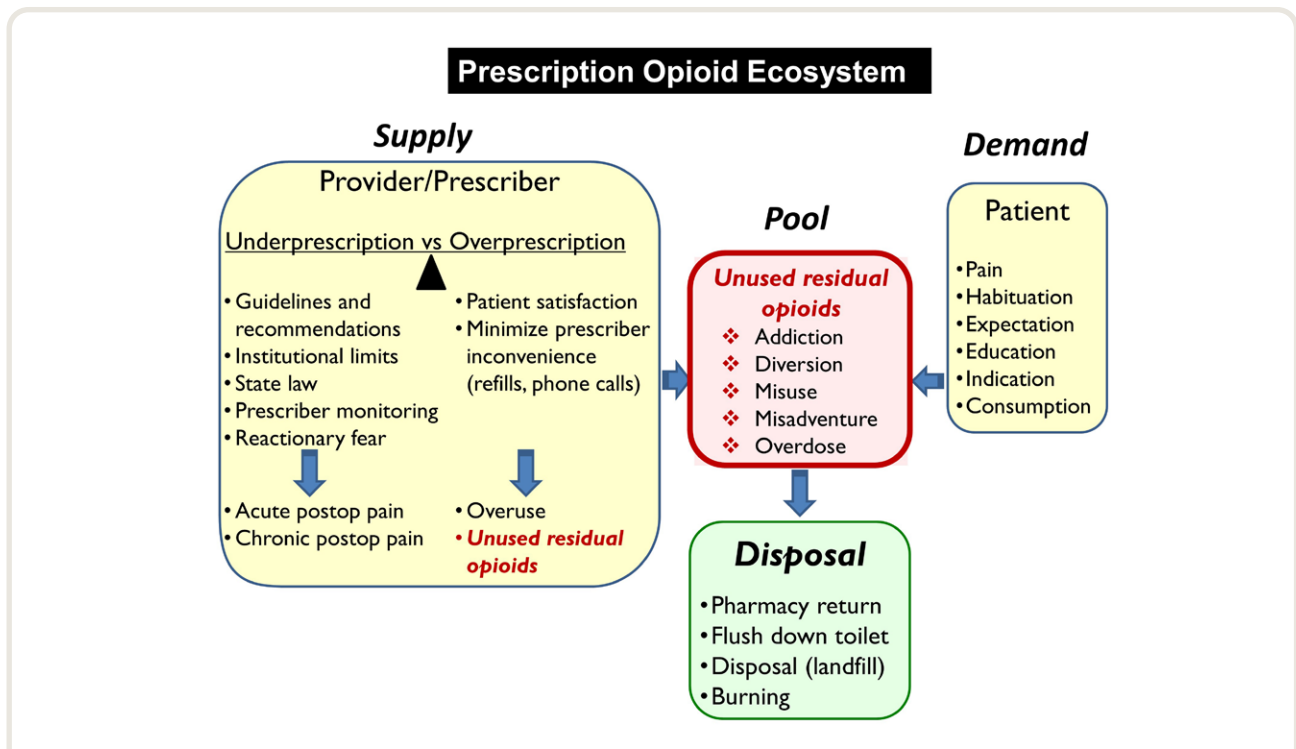 Prescription Opioid Ecosystem
Supply
Provider/Prescriber
Underprescription vs Overprescription
• Guidelines and
recommendations
• Institutional limits
• State law
• Prescriber monitoring
• Reactionary fear
• Acute postop pain
• Chronic postop pain
• Patient satisfaction
• Minimize prescriber
inconvenience
(refills, phone calls)
• Overuse
• Unused residual
opioids
Pool
Unused residual
opioids
❖ Addiction
❖ Diversion
❖ Misuse
❖ Misadventure
❖ Overdose
Demand
Patient
• Pain
• Habituation
• Expectation
• Education
• Indication
• Consumption
Disposal
• Pharmacy return
• Flush down toilet
• Disposal (landfill)
• Burning